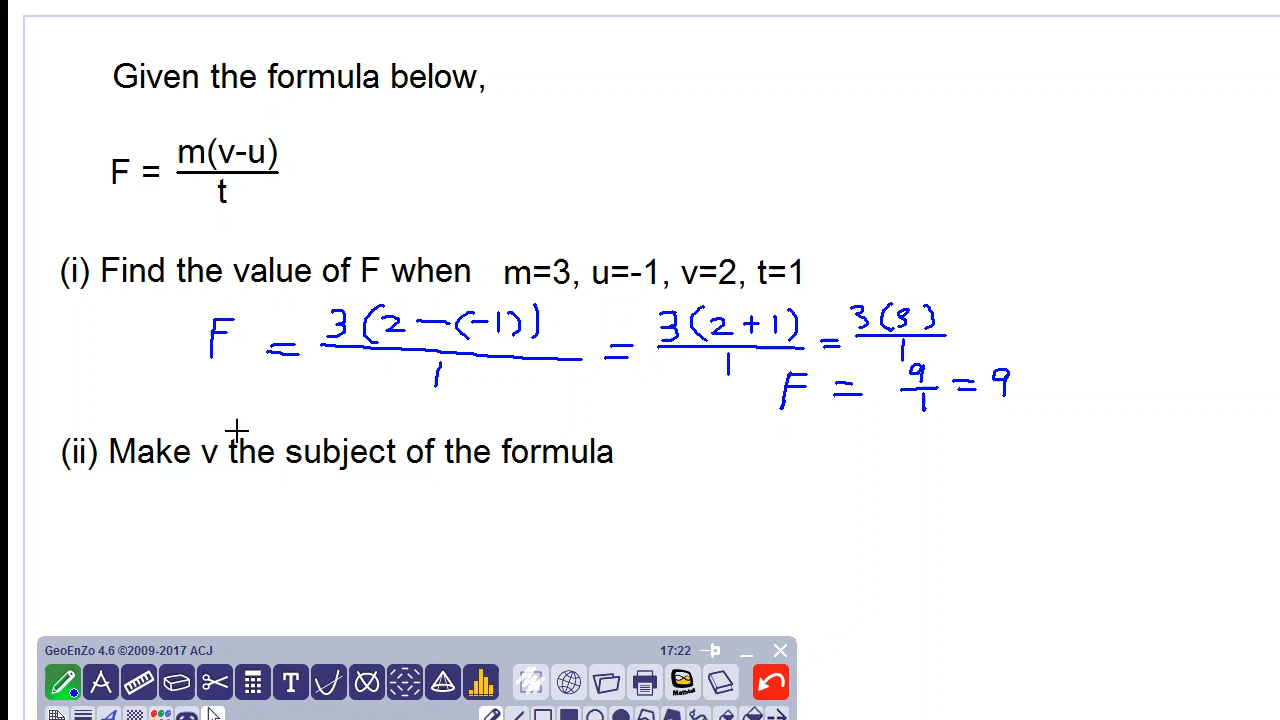 Given the formula below,
F = m(v-u)/t
(i) Find the value of F when m=3, u=-1, v=2, t=1
F = 3(2-(-1))/1 = 3(2+1)/1 = 3(3)/1
F = 9/1 = 9
(ii) Make v the subject of the formula
GeoEnZo 4.6 ©2009-2017 ACJ 17:22